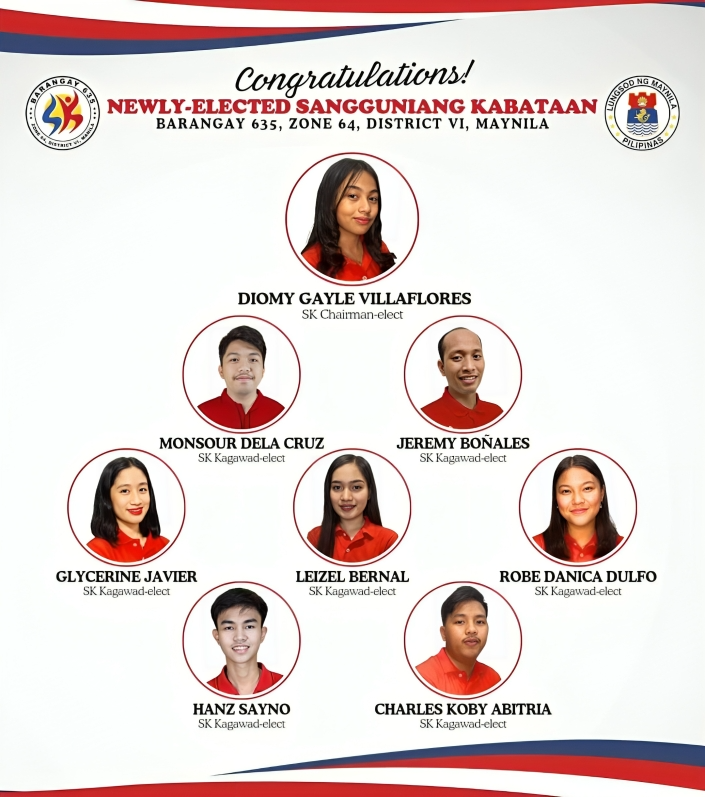 Congratulations!
NEWLY-ELECTED SANGGUNIANG KABATAAN
BARANGAY 635, ZONE 64, DISTRICT VI, MAYNILA
BARANGAY 635
ZONE 64, DISTRICT VI, MANILA
LUNGSOD NG MAYNILA
PILIPINAS
DIOMY GAYLE VILLAFLORES
SK Chairman-elect
MONSOUR DELA CRUZ
SK Kagawad-elect
JEREMY BOÑALES
SK Kagawad-elect
GLYCERINE JAVIER
SK Kagawad-elect
LEIZEL BERNAL
SK Kagawad-elect
ROBE DANICA DULFO
SK Kagawad-elect
HANZ SAYNO
SK Kagawad-elect
CHARLES KOBY ABITRIA
SK Kagawad-elect